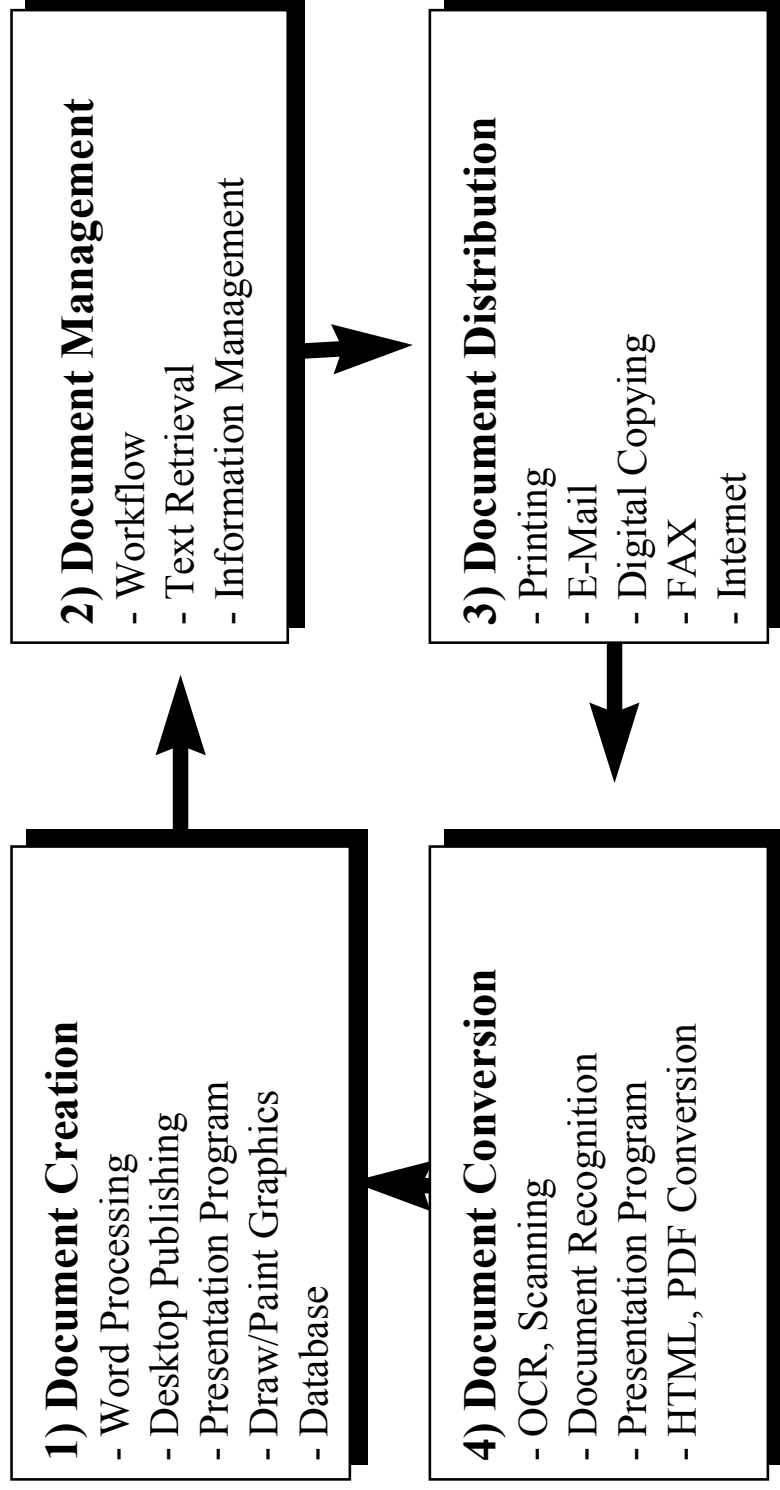 1) Document Creation
- Word Processing
- Desktop Publishing
- Presentation Program
- Draw/Paint Graphics
- Database
2) Document Management
- Workflow
- Text Retrieval
- Information Management
3) Document Distribution
- Printing
- E-Mail
- Digital Copying
- FAX
- Internet
4) Document Conversion
- OCR, Scanning
- Document Recognition
- Presentation Program
- HTML, PDF Conversion